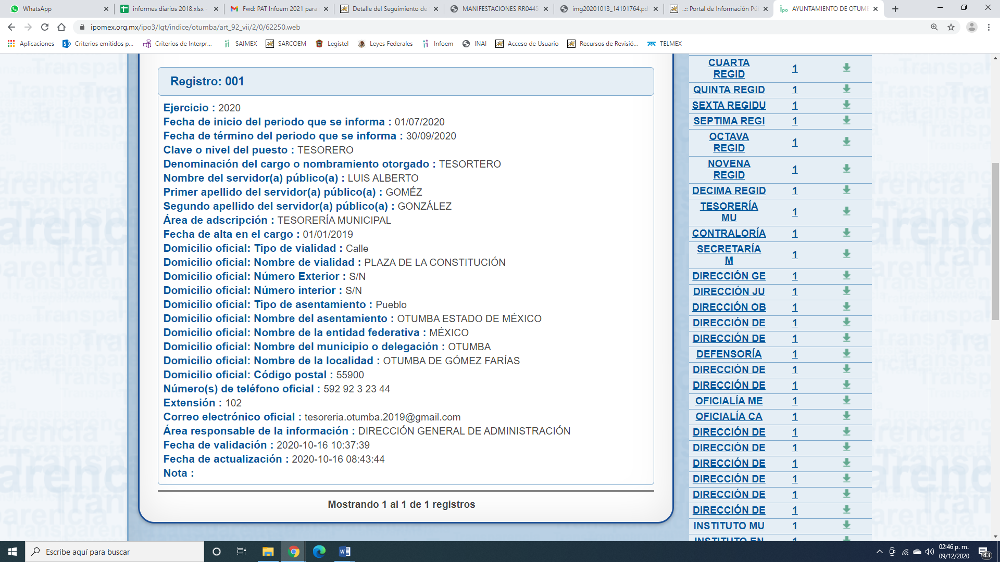 WhatsApp
informes diarios 2018.xlsx -
Fwd: PAT Infoem 2021 para
Detalle del Seguimiento de
MANIFESTACIONES RR0445
img20201013_14191764.pd
..:: Portal de Información Púl
AYUNTAMIENTO DE OTUME
ipomex.org.mx/ipo3/lgt/indice/otumba/art_92_vii/2/0/62250.web
Aplicaciones
Criterios emitidos p...
Criterios de Interpr...
SAIMEX
SARCOEM
Legistel
Leyes Federales
Infoem
INAI
Acceso de Usuario
Recursos de Revisió...
TELMEX
Registro: 001
Ejercicio : 2020
Fecha de inicio del periodo que se informa : 01/07/2020
Fecha de término del periodo que se informa : 30/09/2020
Clave o nivel del puesto : TESORERO
Denominación del cargo o nombramiento otorgado : TESORTERO
Nombre del servidor(a) público(a) : LUIS ALBERTO
Primer apellido del servidor(a) público(a) : GOMÉZ
Segundo apellido del servidor(a) público(a) : GONZÁLEZ
Área de adscripción : TESORERÍA MUNICIPAL
Fecha de alta en el cargo : 01/01/2019
Domicilio oficial: Tipo de vialidad : Calle
Domicilio oficial: Nombre de vialidad : PLAZA DE LA CONSTITUCIÓN
Domicilio oficial: Número Exterior : S/N
Domicilio oficial: Número interior : S/N
Domicilio oficial: Tipo de asentamiento : Pueblo
Domicilio oficial: Nombre del asentamiento : OTUMBA ESTADO DE MÉXICO
Domicilio oficial: Nombre de la entidad federativa : MÉXICO
Domicilio oficial: Nombre del municipio o delegación : OTUMBA
Domicilio oficial: Nombre de la localidad : OTUMBA DE GÓMEZ FARÍAS
Domicilio oficial: Código postal : 55900
Número(s) de teléfono oficial : 592 92 3 23 44
Extensión : 102
Correo electrónico oficial : tesoreria.otumba.2019@gmail.com
Área responsable de la información : DIRECCIÓN GENERAL DE ADMINISTRACIÓN
Fecha de validación : 2020-10-16 10:37:39
Fecha de actualización : 2020-10-16 08:43:44
Nota :
Mostrando 1 al 1 de 1 registros
CUARTA
REGID 1
QUINTA REGID 1
SEXTA REGIDU 1
SEPTIMA REGI 1
OCTAVA
REGID 1
NOVENA
REGID 1
DECIMA REGID 1
TESORERÍA
MU 1
CONTRALORÍA 1
SECRETARÍA
M 1
DIRECCIÓN GE 1
DIRECCIÓN JU 1
DIRECCIÓN OB 1
DIRECCIÓN DE 1
DIRECCIÓN DE 1
DEFENSORÍA 1
DIRECCIÓN DE 1
DIRECCIÓN DE 1
OFICIALÍA ME 1
OFICIALÍA CA 1
DIRECCIÓN DE 1
DIRECCIÓN DE 1
DIRECCIÓN DE 1
DIRECCIÓN DE 1
DIRECCIÓN DE 1
DIRECCIÓN DE 1
INSTITUTO MU 1
INSTITUTO EN 1
Escribe aquí para buscar
02:46 p. m.
09/12/2020
43